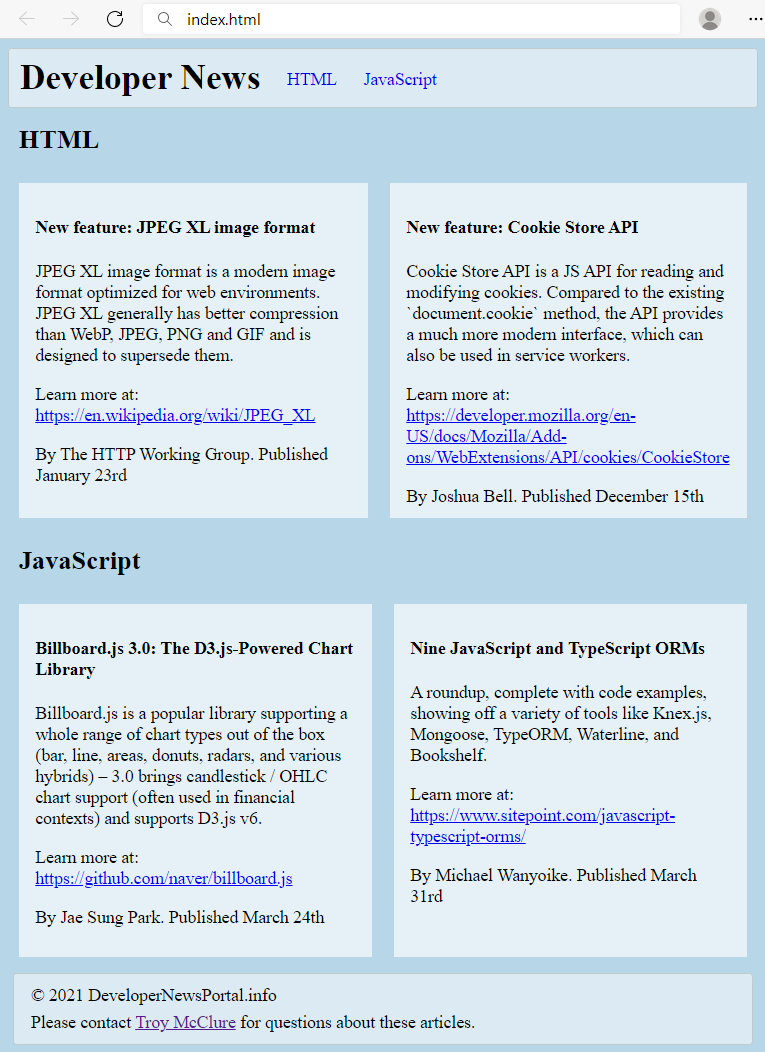 index.html
Developer News HTML JavaScript
HTML
New feature: JPEG XL image format
JPEG XL image format is a modern image
format optimized for web environments.
JPEG XL generally has better compression
than WebP, JPEG, PNG and GIF and is
designed to supersede them.
Learn more at:
https://en.wikipedia.org/wiki/JPEG_XL
By The HTTP Working Group. Published
January 23rd
New feature: Cookie Store API
Cookie Store API is a JS API for reading and
modifying cookies. Compared to the existing
`document.cookie` method, the API provides
a much more modern interface, which can
also be used in service workers.
Learn more at:
https://developer.mozilla.org/en-
US/docs/Mozilla/Add-
ons/WebExtensions/API/cookies/CookieStore
By Joshua Bell. Published December 15th
JavaScript
Billboard.js 3.0: The D3.js-Powered Chart
Library
Billboard.js is a popular library supporting a
whole range of chart types out of the box
(bar, line, areas, donuts, radars, and various
hybrids) – 3.0 brings candlestick / OHLC
chart support (often used in financial
contexts) and supports D3.js v6.
Learn more at:
https://github.com/naver/billboard.js
By Jae Sung Park. Published March 24th
Nine JavaScript and TypeScript ORMs
A roundup, complete with code examples,
showing off a variety of tools like Knex.js,
Mongoose, TypeORM, Waterline, and
Bookshelf.
Learn more at:
https://www.sitepoint.com/javascript-
typescript-orms/
By Michael Wanyoike. Published March
31rd
© 2021 DeveloperNewsPortal.info
Please contact Troy McClure for questions about these articles.